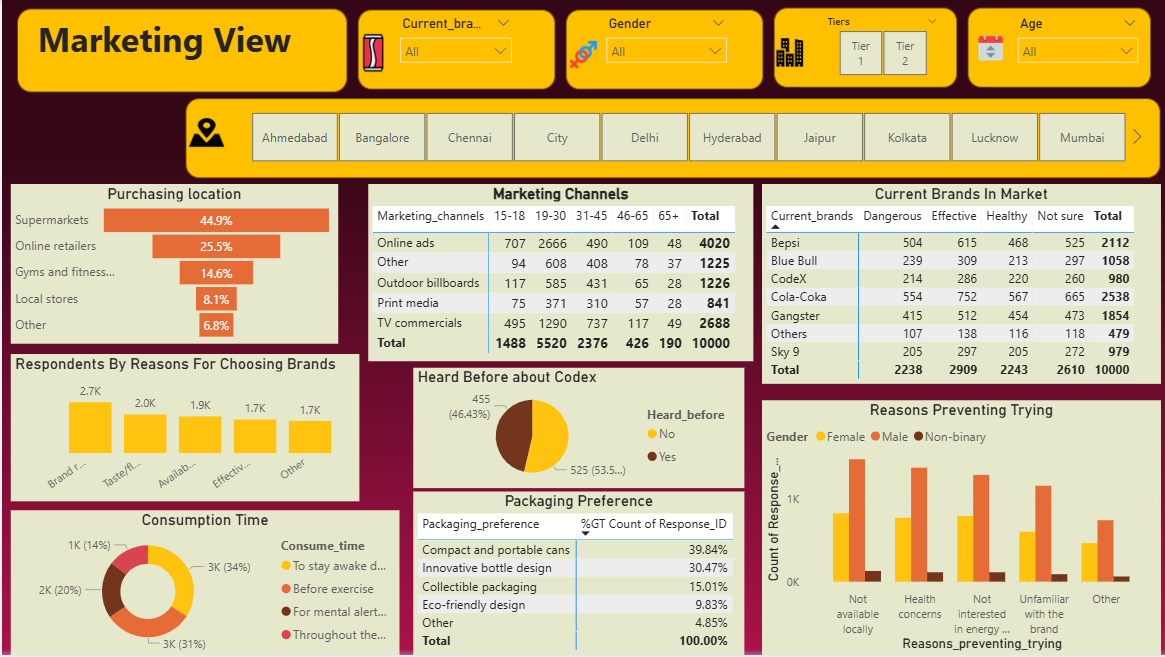 Marketing View
Current_bra...
All
Gender
All
Tiers
Tier
1
Tier
2
Age
All
Ahmedabad Bangalore Chennai City Delhi Hyderabad Jaipur Kolkata Lucknow Mumbai
Purchasing location
Supermarkets 44.9%
Online retailers 25.5%
Gyms and fitness... 14.6%
Local stores 8.1%
Other 6.8%
Marketing Channels
Marketing_channels 15-18 19-30 31-45 46-65 65+ Total
Online ads 707 2666 490 109 48 4020
Other 94 608 408 78 37 1225
Outdoor billboards 117 585 431 65 28 1226
Print media 75 371 310 57 28 841
TV commercials 495 1290 737 117 49 2688
Total 1488 5520 2376 426 190 10000
Current Brands In Market
Current_brands Dangerous Effective Healthy Not sure Total
Bepsi 504 615 468 525 2112
Blue Bull 239 309 213 297 1058
CodeX 214 286 220 260 980
Cola-Coka 554 752 567 665 2538
Gangster 415 512 454 473 1854
Others 107 138 116 118 479
Sky 9 205 297 205 272 979
Total 2238 2909 2243 2610 10000
Respondents By Reasons For Choosing Brands
2.7K 2.0K 1.9K 1.7K 1.7K
Brand r... Taste/fl... Availab... Effectiv... Other
Heard Before about Codex
455
(46.43%)
525 (53.5...)
Heard_before
No
Yes
Reasons Preventing Trying
Gender Female Male Non-binary
Count of Response_...
1K
0K
Not
available
locally
Health
concerns
Not
interested
in energy ...
Unfamiliar
with the
brand
Other
Reasons_preventing_trying
Consumption Time
1K (14%)
3K (34%)
2K (20%)
3K (31%)
Consume_time
To stay awake d...
Before exercise
For mental alert...
Throughout the...
Packaging Preference
Packaging_preference %GT Count of Response_ID
Compact and portable cans 39.84%
Innovative bottle design 30.47%
Collectible packaging 15.01%
Eco-friendly design 9.83%
Other 4.85%
Total 100.00%